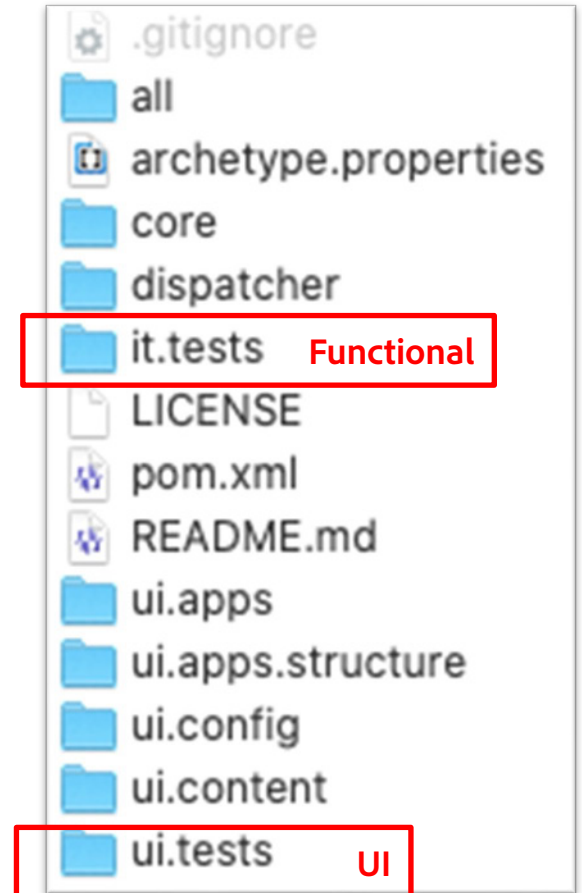 .gitignore
all
archetype.properties
core
dispatcher
it.tests Functional
LICENSE
pom.xml
README.md
ui.apps
ui.apps.structure
ui.config
ui.content
ui.tests UI